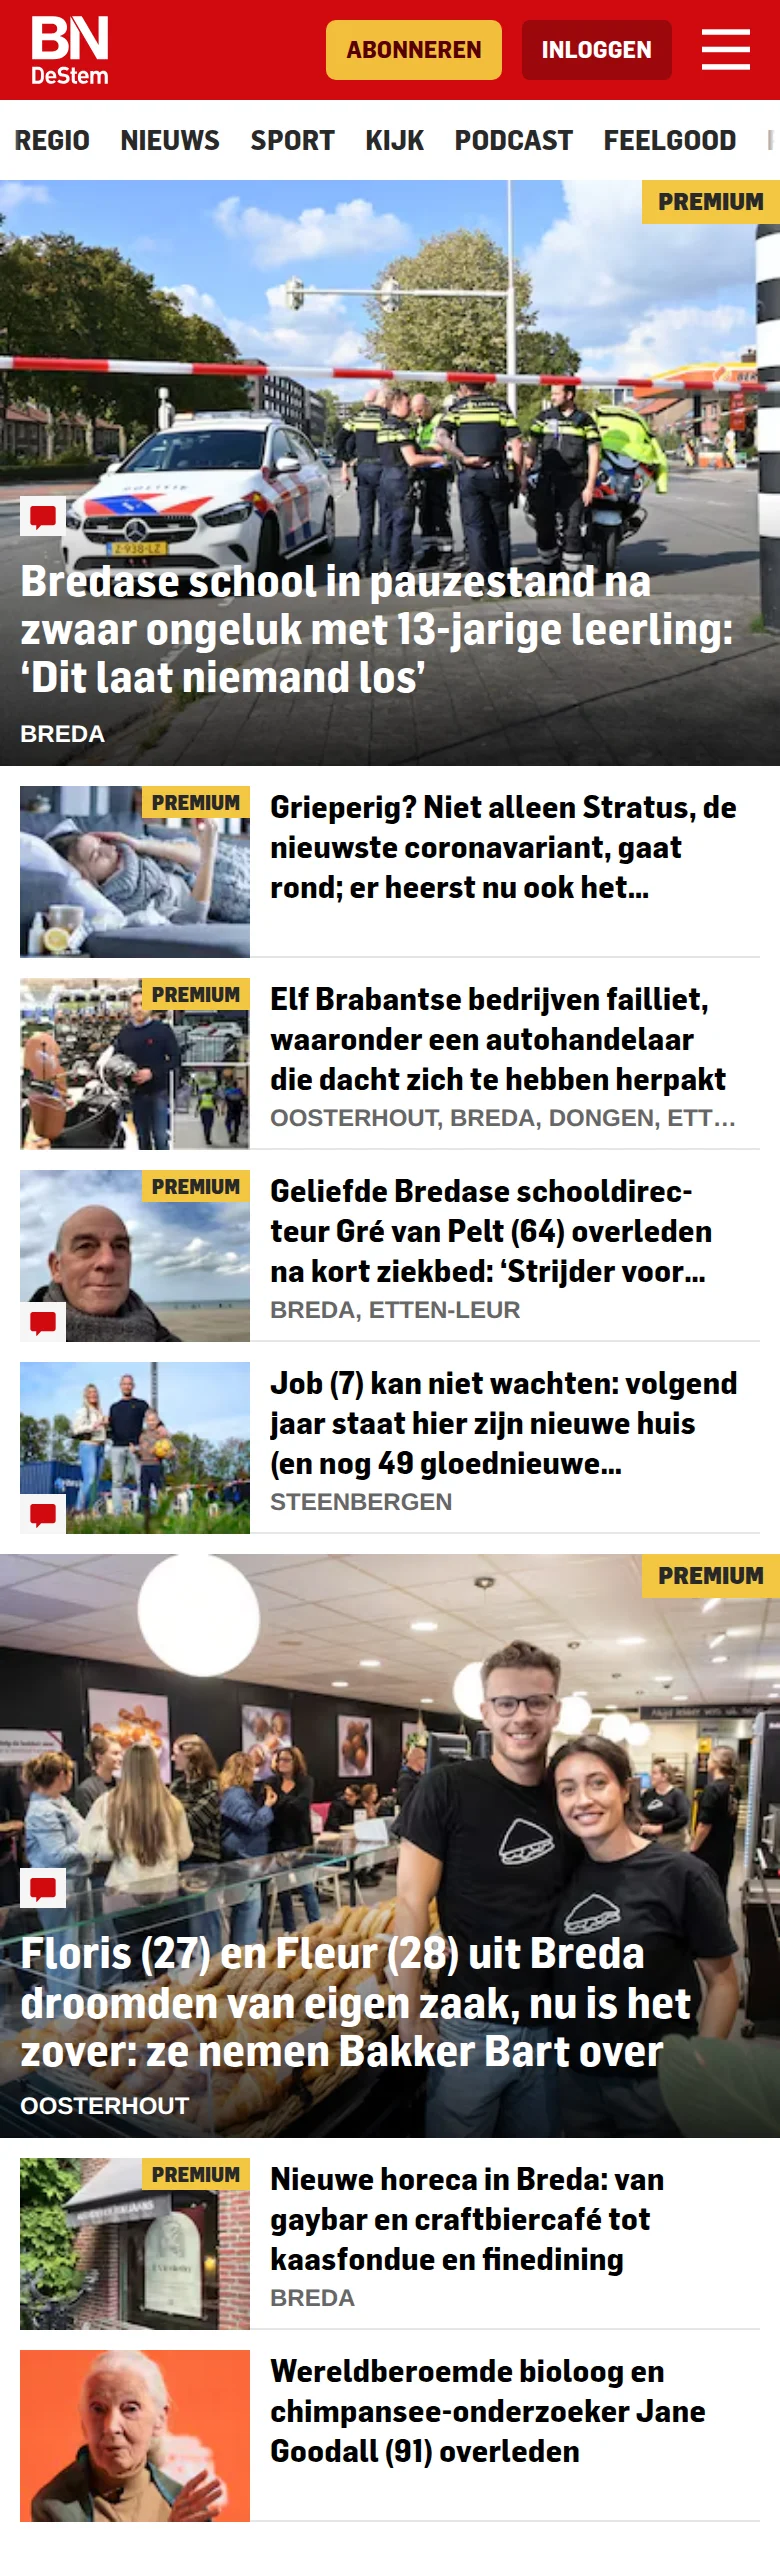 BN
DeStem
ABONNEREN
INLOGGEN
REGIO NIEUWS SPORT KIJK PODCAST FEELGOOD
PREMIUM
POLITIE
Z-938-LZ
Bredase school in pauzestand na
zwaar ongeluk met 13-jarige leerling:
‘Dit laat niemand los’
BREDA
PREMIUM
Grieperig? Niet alleen Stratus, de
nieuwste coronavariant, gaat
rond; er heerst nu ook het...
PREMIUM
Elf Brabantse bedrijven failliet,
waaronder een autohandelaar
die dacht zich te hebben herpakt
OOSTERHOUT, BREDA, DONGEN, ETT...
PREMIUM
Geliefde Bredase schooldirec-
teur Gré van Pelt (64) overleden
na kort ziekbed: ‘Strijder voor...
BREDA, ETTEN-LEUR
Job (7) kan niet wachten: volgend
jaar staat hier zijn nieuwe huis
(en nog 49 gloednieuwe...
STEENBERGEN
PREMIUM
Floris (27) en Fleur (28) uit Breda
droomden van eigen zaak, nu is het
zover: ze nemen Bakker Bart over
OOSTERHOUT
PREMIUM
Nieuwe horeca in Breda: van
gaybar en craftbiercafé tot
kaasfondue en finedining
BREDA
Wereldberoemde bioloog en
chimpansee-onderzoeker Jane
Goodall (91) overleden